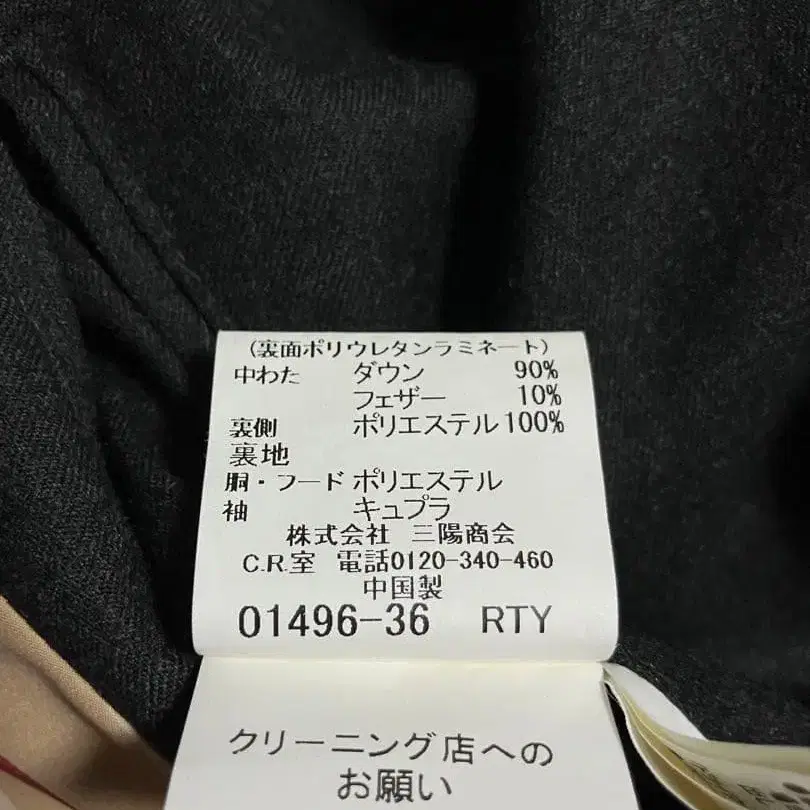 (裏面ポリウレタンラミネート)
中わた ダウン 90%
フェザー 10%
裏側 ポリエステル 100%
裏地
胴・フード ポリエステル
袖 キュプラ
株式会社 三陽商会
C.R.室 電話0120-340-460
中国製
01496-36 RTY
クリーニング店への
お願い